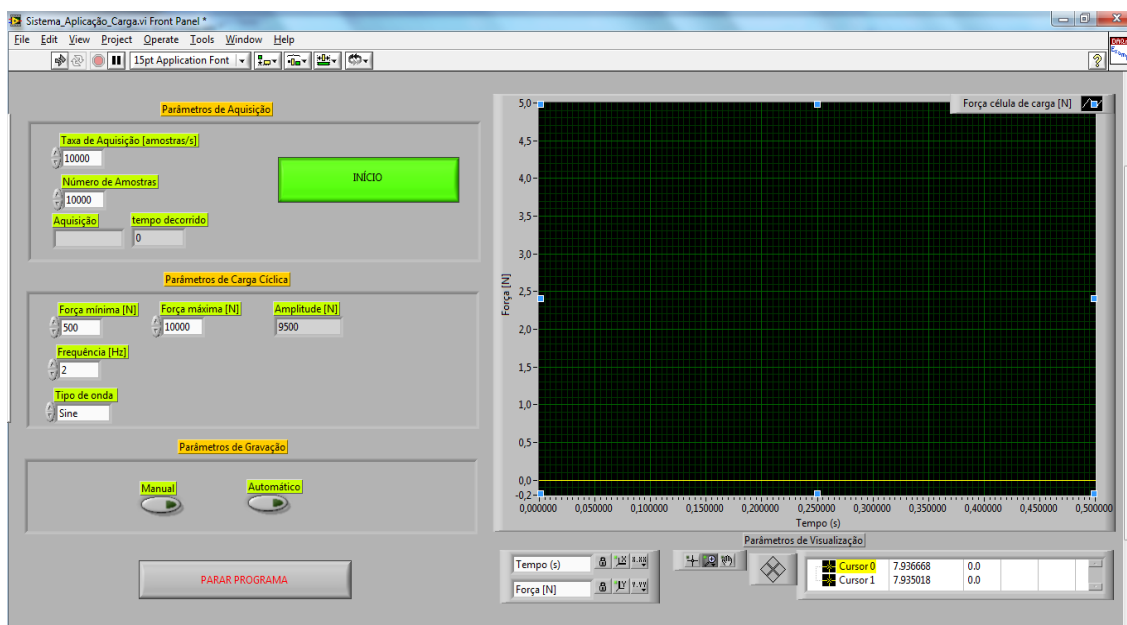 Sistema_Aplicação_Carga.vi Front Panel *
File Edit View Project Operate Tools Window Help
15pt Application Font
Parâmetros de Aquisição
Taxa de Aquisição [amostras/s]
10000
INÍCIO
Número de Amostras
10000
Aquisição tempo decorrido
0
Parâmetros de Carga Cíclica
Força mínima [N] Força máxima [N] Amplitude [N]
500 10000 9500
Frequência [Hz]
2
Tipo de onda
Sine
Parâmetros de Gravação
Manual Automático
PARAR PROGRAMA
Força célula de carga [N]
Força [N]
5,0
4,5
4,0
3,5
3,0
2,5
2,0
1,5
1,0
0,5
0,0
-0,2
0,000000 0,050000 0,100000 0,150000 0,200000 0,250000 0,300000 0,350000 0,400000 0,450000 0,500000
Tempo (s)
Parâmetros de Visualização
Tempo (s)
Força [N]
Cursor 0 7.936668 0.0
Cursor 1 7.935018 0.0